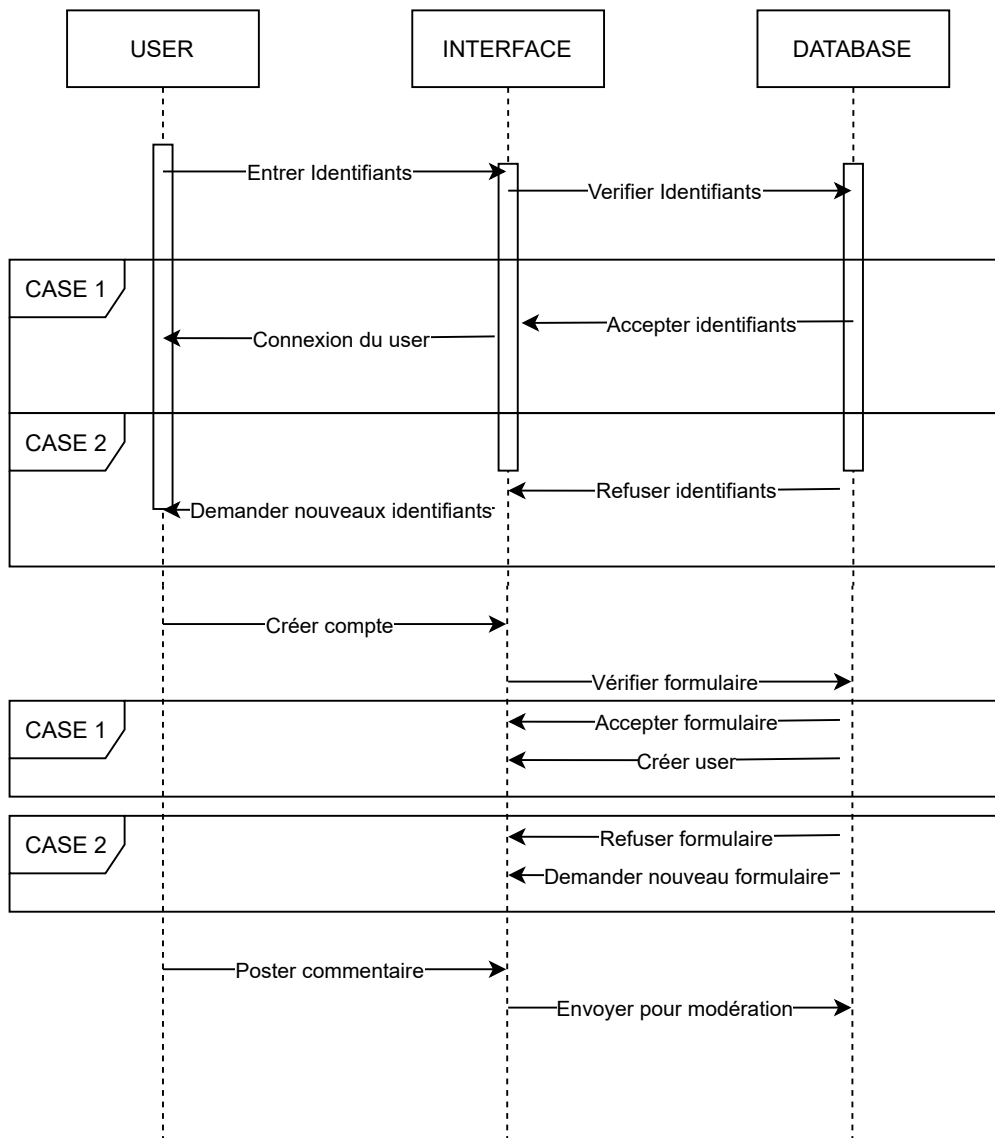 USER
INTERFACE
DATABASE
Entrer Identifiants
Verifier Identifiants
CASE 1
Accepter identifiants
Connexion du user
CASE 2
Refuser identifiants
Demander nouveaux identifiants
Créer compte
Vérifier formulaire
CASE 1
Accepter formulaire
Créer user
CASE 2
Refuser formulaire
Demander nouveau formulaire
Poster commentaire
Envoyer pour modération